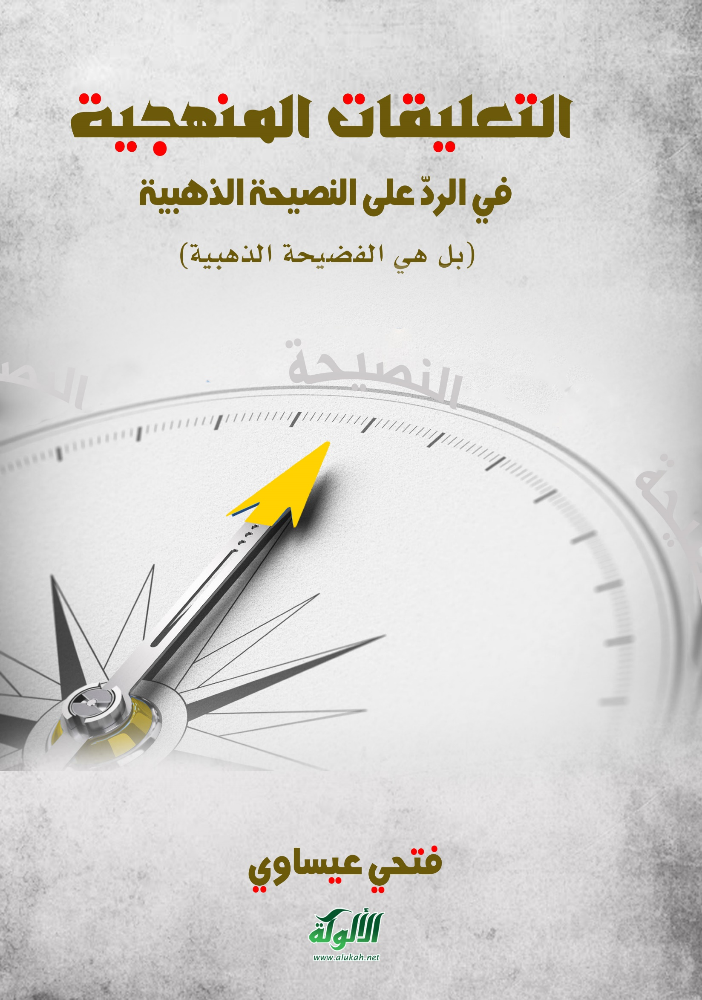 التعليقات المنهجية
في الردّ على النصيحة الذهبية
(بل هي الفضيحة الذهبية)
النصيحة
فتحي عيساوي
الألوكة
www.alukah.net